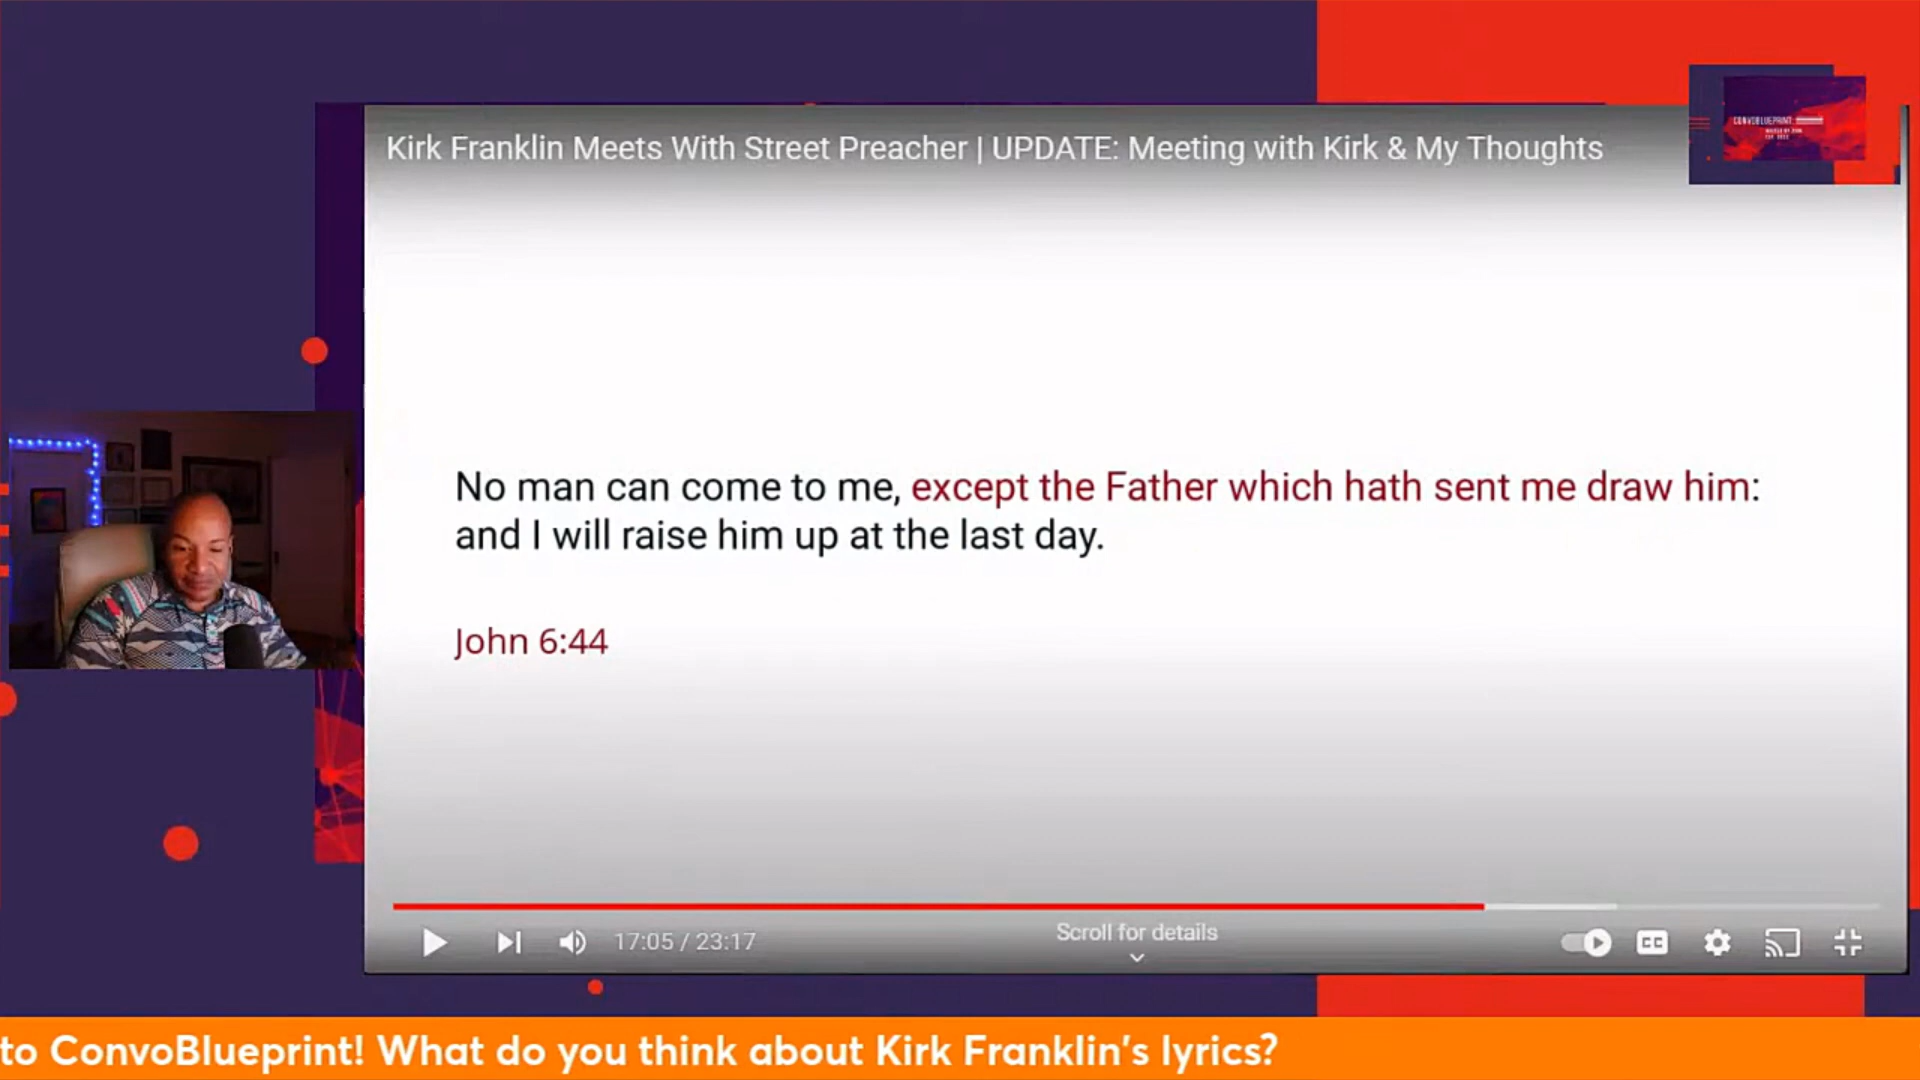 Kirk Franklin Meets With Street Preacher | UPDATE: Meeting with Kirk & My Thoughts
CONVOBLUEPRINT
No man can come to me, except the Father which hath sent me draw him:
and I will raise him up at the last day.
John 6:44
17:05 / 23:17
Scroll for details
CC
to ConvoBlueprint! What do you think about Kirk Franklin's lyrics?